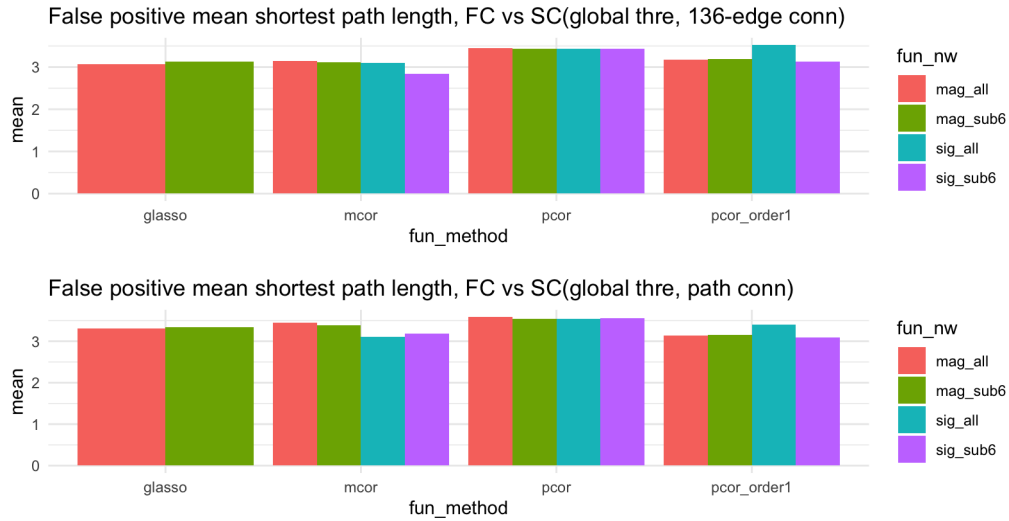 False positive mean shortest path length, FC vs SC(global thre, 136-edge conn)
mean
3
2
1
0
glasso
mcor
pcor
pcor_order1
fun_method
fun_nw
mag_all
mag_sub6
sig_all
sig_sub6
False positive mean shortest path length, FC vs SC(global thre, path conn)
mean
3
2
1
0
glasso
mcor
pcor
pcor_order1
fun_method
fun_nw
mag_all
mag_sub6
sig_all
sig_sub6